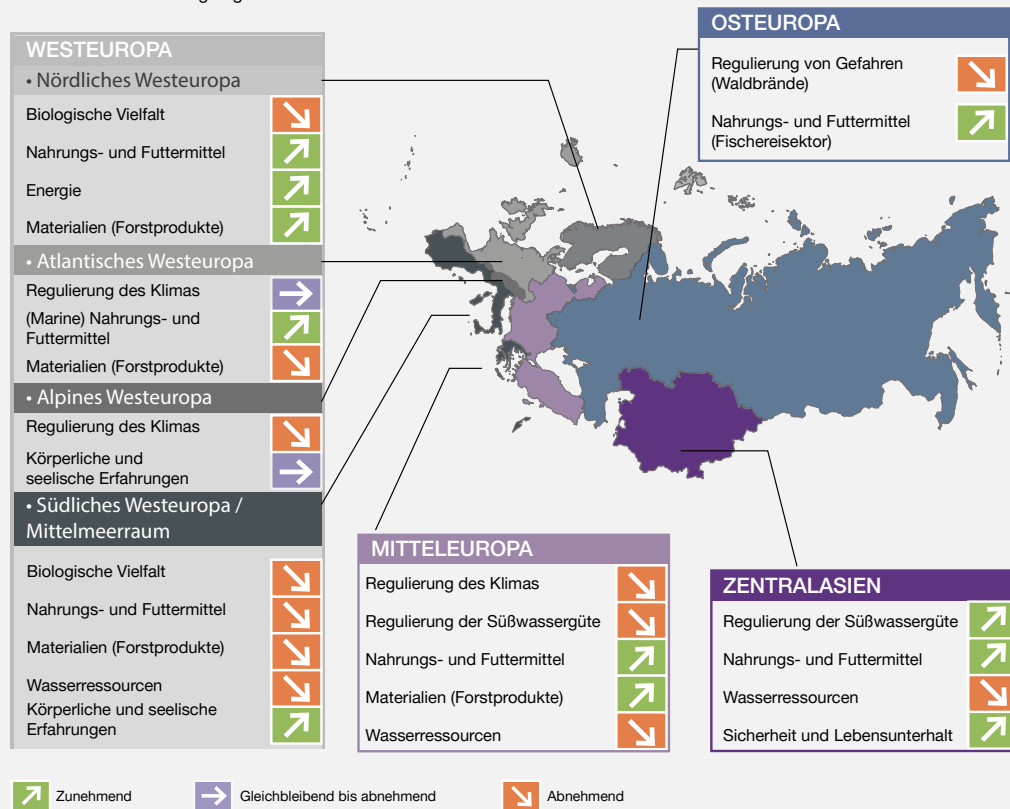 WESTEUROPA
• Nördliches Westeuropa
Biologische Vielfalt
Nahrungs- und Futtermittel
Energie
Materialien (Forstprodukte)
• Atlantisches Westeuropa
Regulierung des Klimas
(Marine) Nahrungs- und
Futtermittel
Materialien (Forstprodukte)
• Alpines Westeuropa
Regulierung des Klimas
Körperliche und
seelische Erfahrungen
• Südliches Westeuropa /
Mittelmeerraum
Biologische Vielfalt
Nahrungs- und Futtermittel
Materialien (Forstprodukte)
Wasserressourcen
Körperliche und seelische
Erfahrungen
OSTEUROPA
Regulierung von Gefahren
(Waldbrände)
Nahrungs- und Futtermittel
(Fischereisektor)
MITTELEUROPA
Regulierung des Klimas
Regulierung der Süßwassergüte
Nahrungs- und Futtermittel
Materialien (Forstprodukte)
Wasserressourcen
ZENTRALASIEN
Regulierung der Süßwassergüte
Nahrungs- und Futtermittel
Wasserressourcen
Sicherheit und Lebensunterhalt
Zunehmend
Gleichbleibend bis abnehmend
Abnehmend